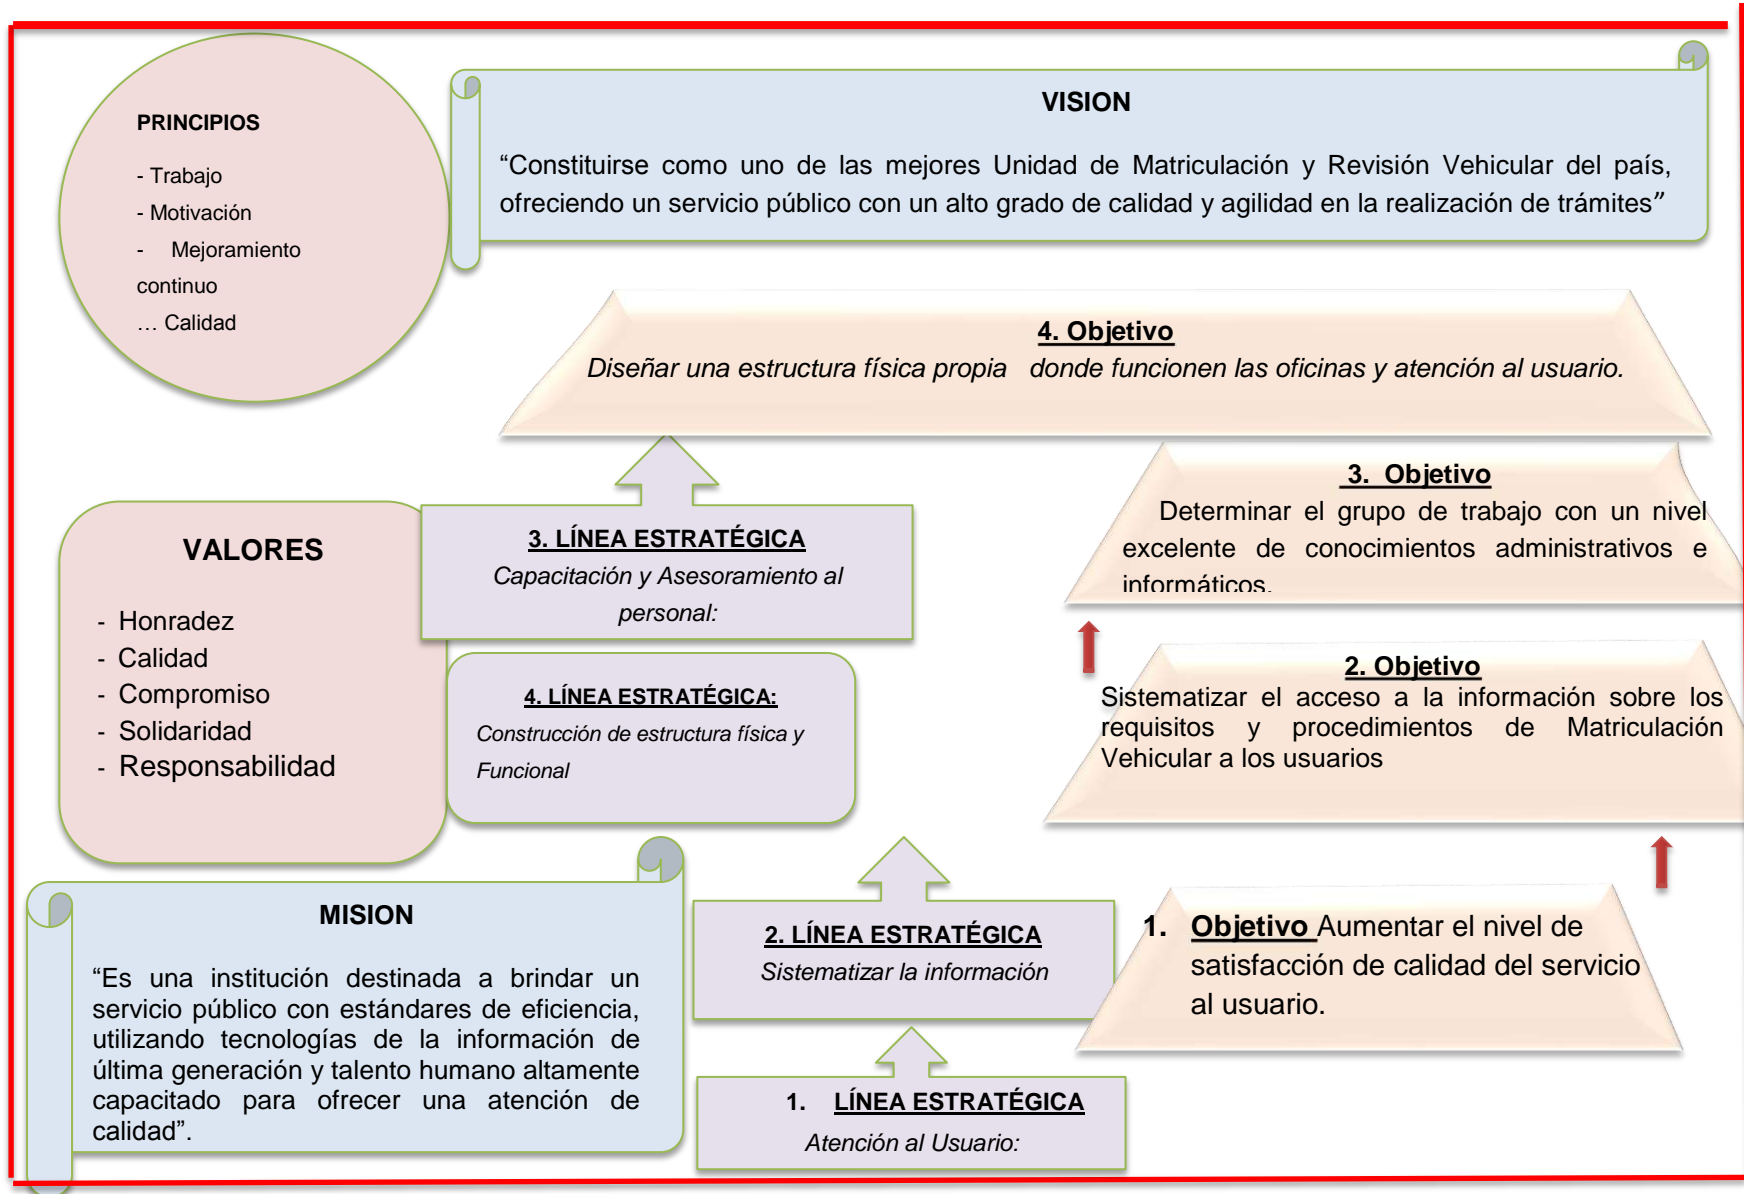 PRINCIPIOS
- Trabajo
- Motivación
- Mejoramiento
continuo
… Calidad
VISION
“Constituirse como uno de las mejores Unidad de Matriculación y Revisión Vehicular del país,
ofreciendo un servicio público con un alto grado de calidad y agilidad en la realización de trámites”
4. Objetivo
Diseñar una estructura física propia donde funcionen las oficinas y atención al usuario.
3. Objetivo
Determinar el grupo de trabajo con un nivel
excelente de conocimientos administrativos e
informáticos.
VALORES
- Honradez
- Calidad
- Compromiso
- Solidaridad
- Responsabilidad
3. LÍNEA ESTRATÉGICA
Capacitación y Asesoramiento al
personal:
4. LÍNEA ESTRATÉGICA:
Construcción de estructura física y
Funcional
2. Objetivo
Sistematizar el acceso a la información sobre los
requisitos y procedimientos de Matriculación
Vehicular a los usuarios
MISION
“Es una institución destinada a brindar un
servicio público con estándares de eficiencia,
utilizando tecnologías de la información de
última generación y talento humano altamente
capacitado para ofrecer una atención de
calidad”.
2. LÍNEA ESTRATÉGICA
Sistematizar la información
1. Objetivo Aumentar el nivel de
satisfacción de calidad del servicio
al usuario.
1. LÍNEA ESTRATÉGICA
Atención al Usuario: